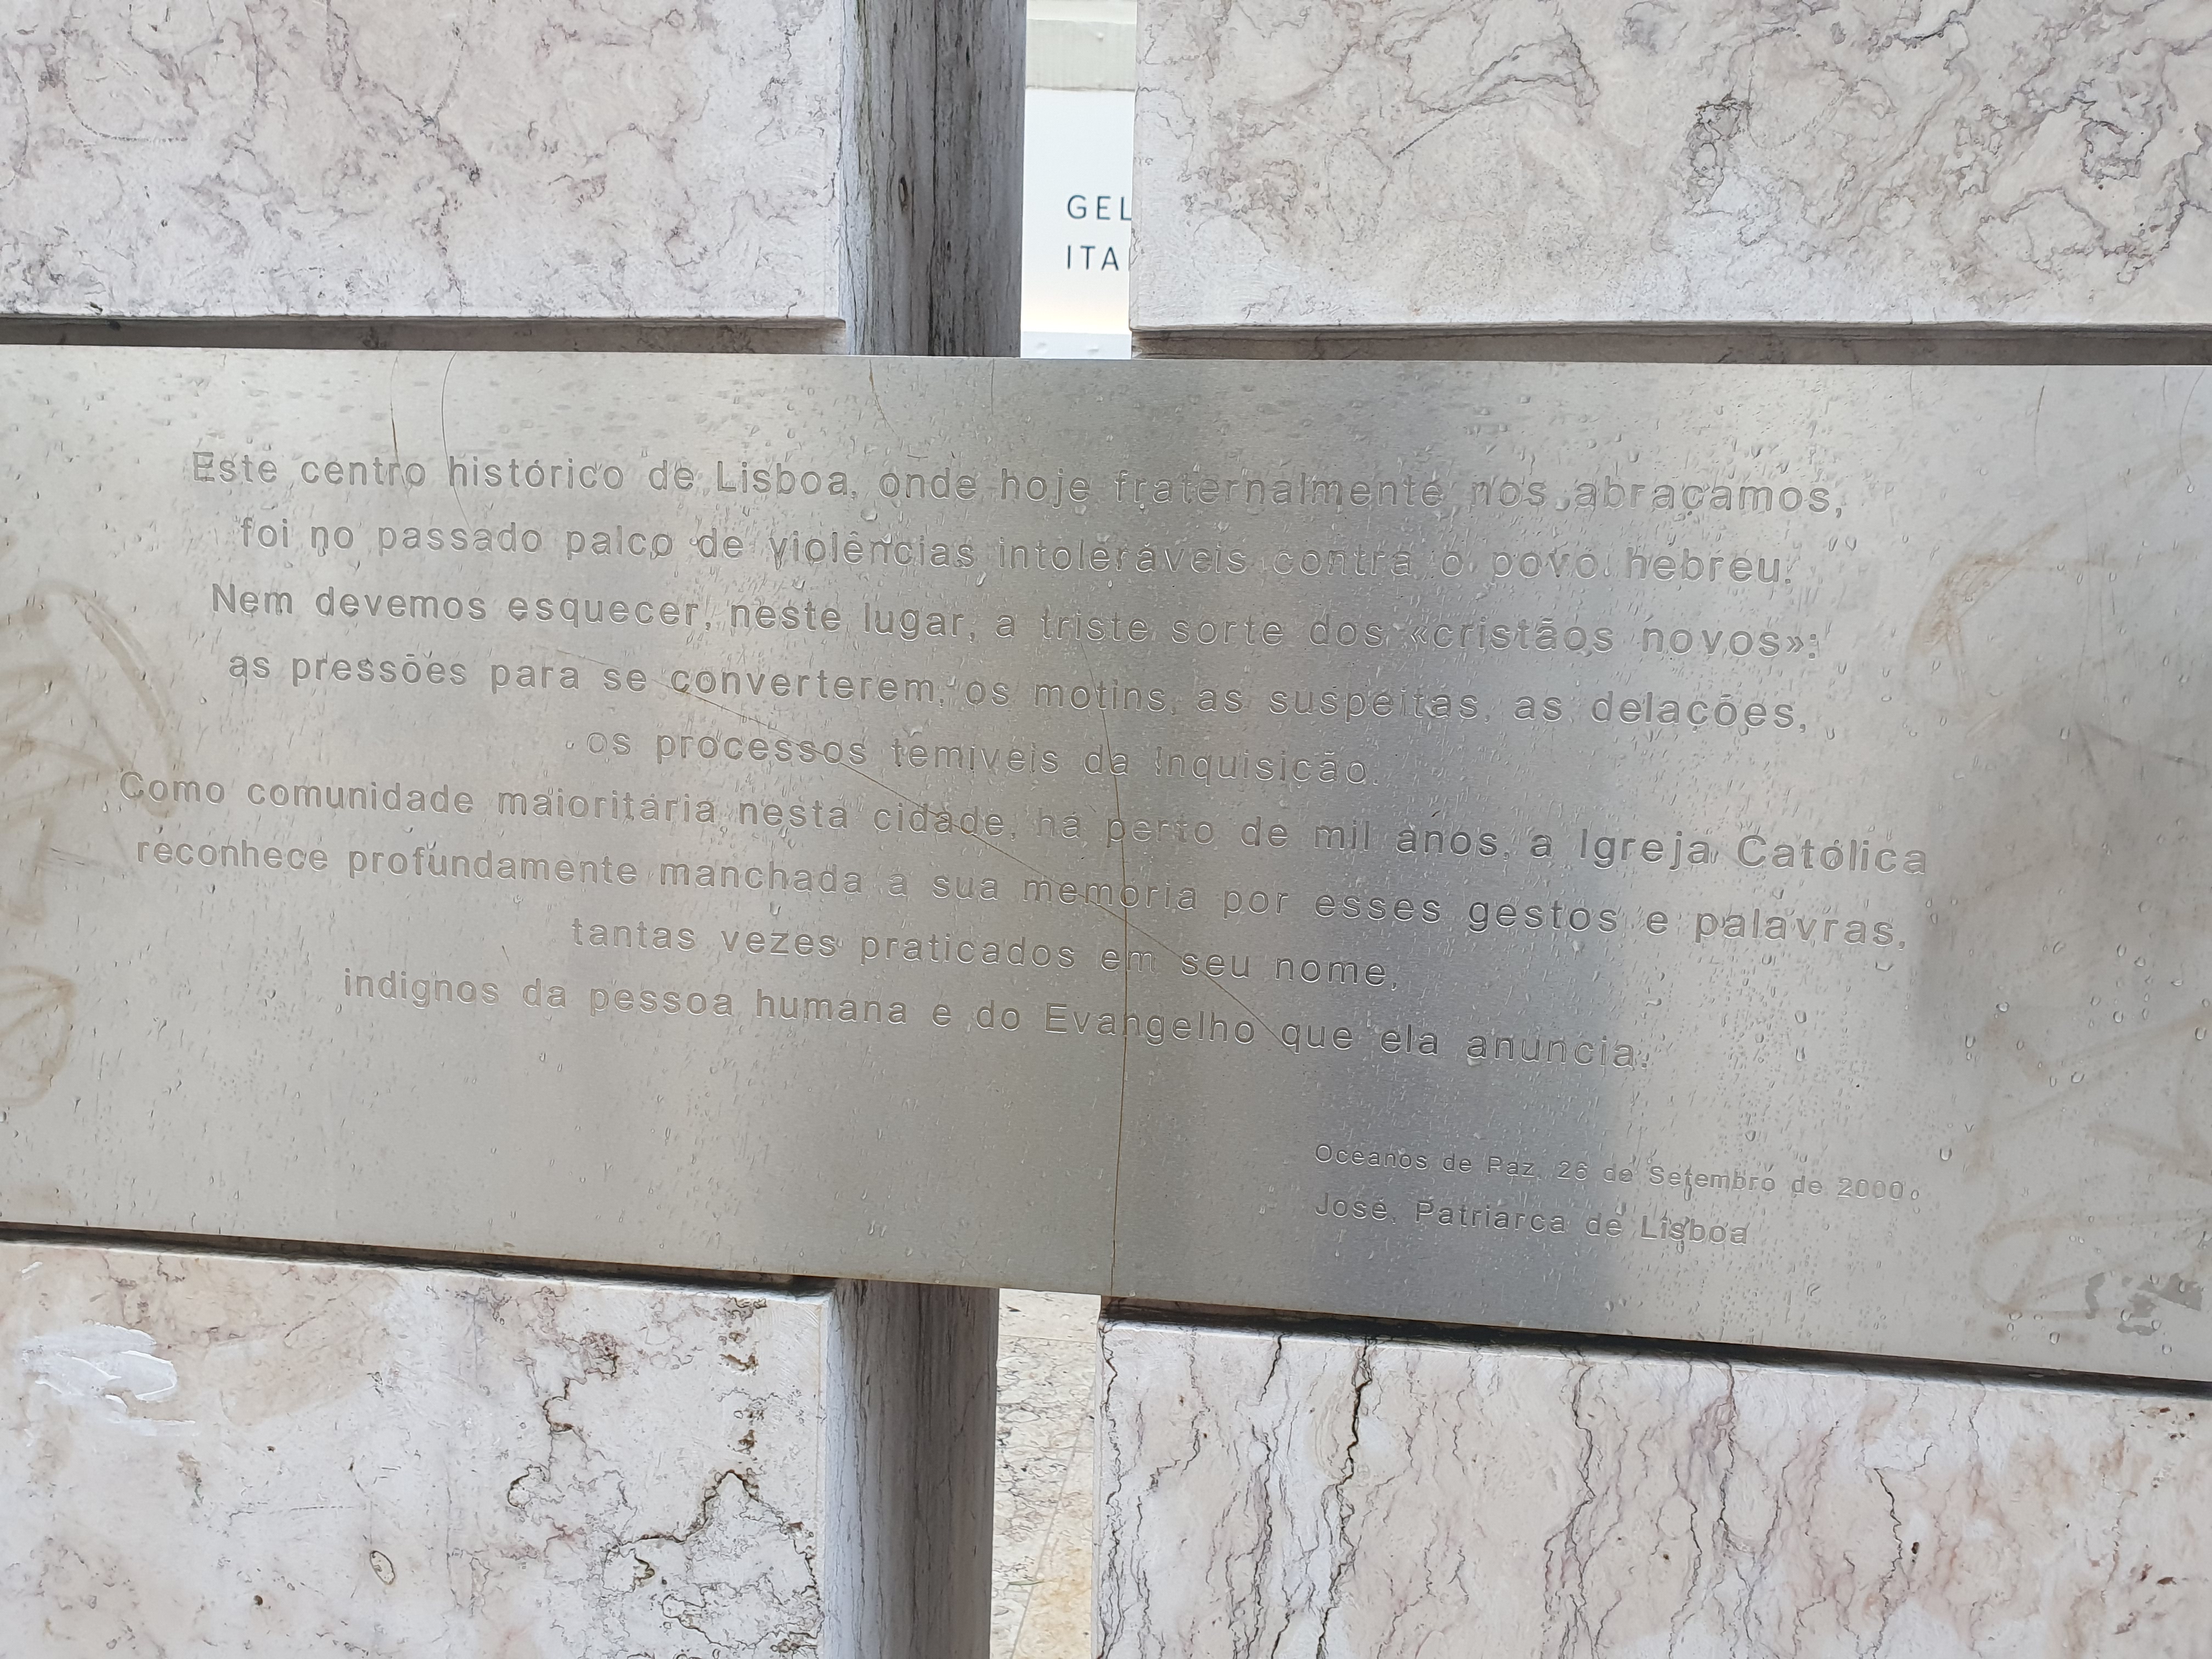 GEL
ITA
Este centro histórico de Lisboa, onde hoje fraternalmente nos abraçamos,
foi no passado palco de violências intoleráveis contra o povo hebreu.
Nem devemos esquecer, neste lugar, a triste sorte dos «cristãos novos»:
as pressões para se converterem, os motins, as suspeitas, as delações,
os processos temíveis da Inquisição.
Como comunidade maioritária nesta cidade, há perto de mil anos, a Igreja Católica
reconhece profundamente manchada a sua memória por esses gestos e palavras,
tantas vezes praticados em seu nome,
indignos da pessoa humana e do Evangelho que ela anuncia.
Oceanos de Paz, 26 de Setembro de 2000
José, Patriarca de Lisboa